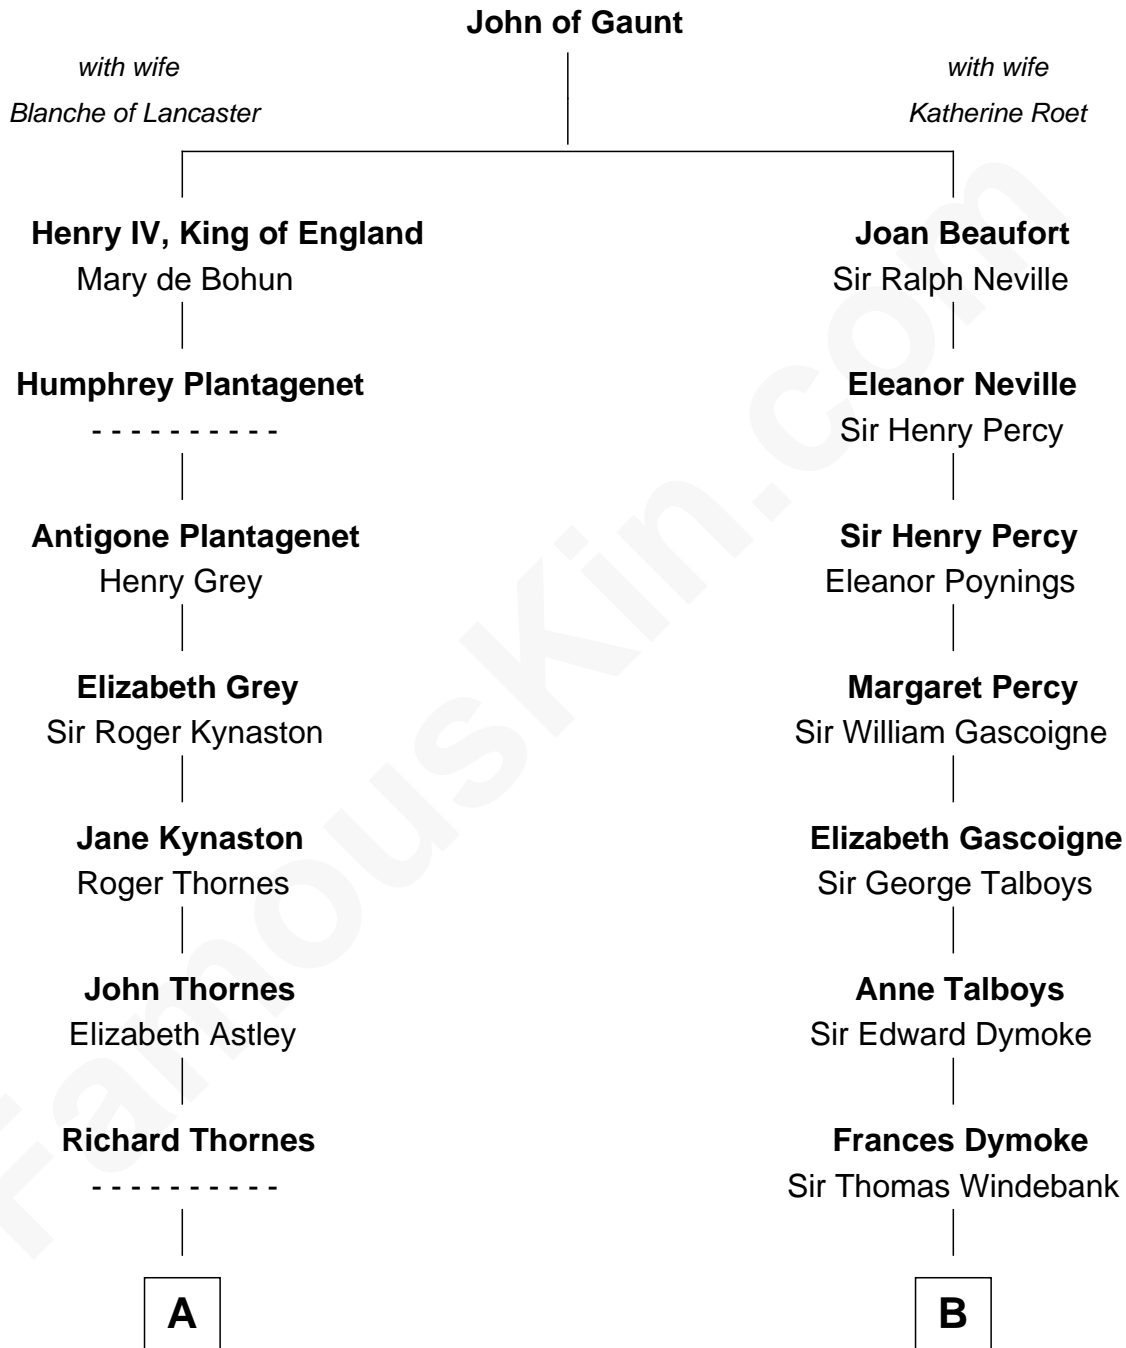 John of Gaunt
with wife
Blanche of Lancaster
with wife
Katherine Roet
Henry IV, King of England
Mary de Bohun
Joan Beaufort
Sir Ralph Neville
Humphrey Plantagenet
- - - - - - - - - -
Eleanor Neville
Sir Henry Percy
Antigone Plantagenet
Henry Grey
Sir Henry Percy
Eleanor Poynings
Elizabeth Grey
Sir Roger Kynaston
Margaret Percy
Sir William Gascoigne
Jane Kynaston
Roger Thornes
Elizabeth Gascoigne
Sir George Talboys
John Thornes
Elizabeth Astley
Anne Talboys
Sir Edward Dymoke
Richard Thornes
- - - - - - - - - -
Frances Dymoke
Sir Thomas Windebank
A
B
FamousKin.com